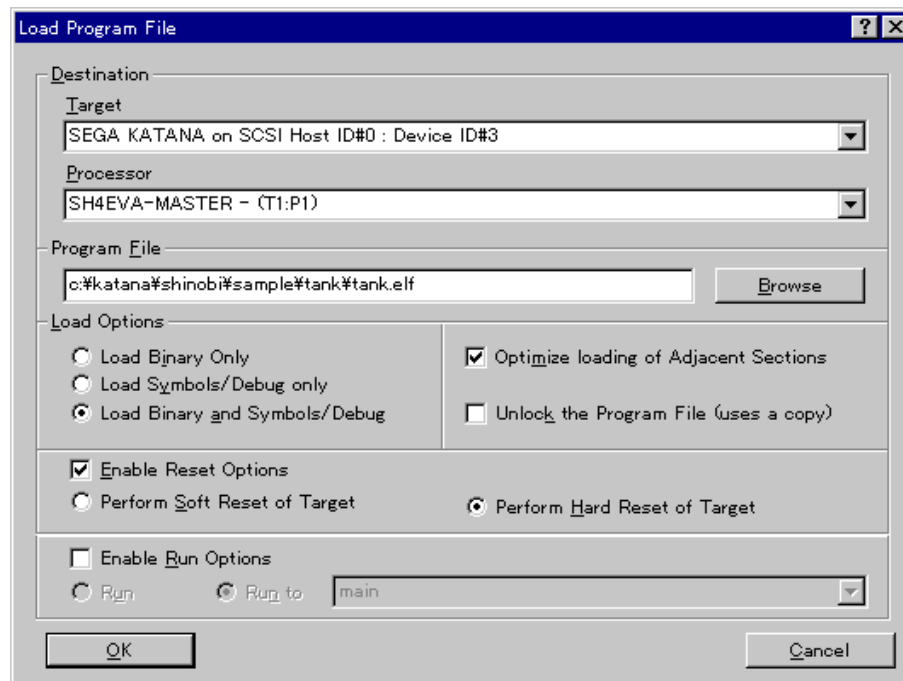 Load Program File
Destination
Target
SEGA KATANA on SCSI Host ID#0 : Device ID#3
Processor
SH4EVA-MASTER - (T1:P1)
Program File
c:¥katana¥shinobi¥sample¥tank¥tank.elf
Browse
Load Options
Load Binary Only
Optimize loading of Adjacent Sections
Load Symbols/Debug only
Load Binary and Symbols/Debug
Unlock the Program File (uses a copy)
Enable Reset Options
Perform Soft Reset of Target
Perform Hard Reset of Target
Enable Run Options
Run
Run to
main
OK
Cancel